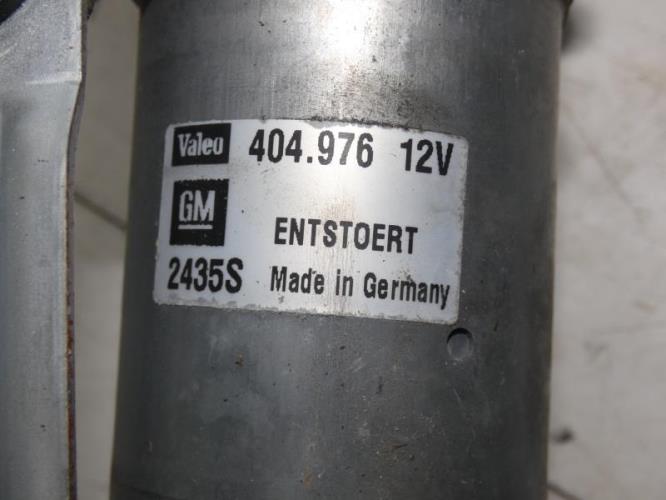 Valeo 404.976 12V
GM
ENTSTOERT
2435S Made in Germany